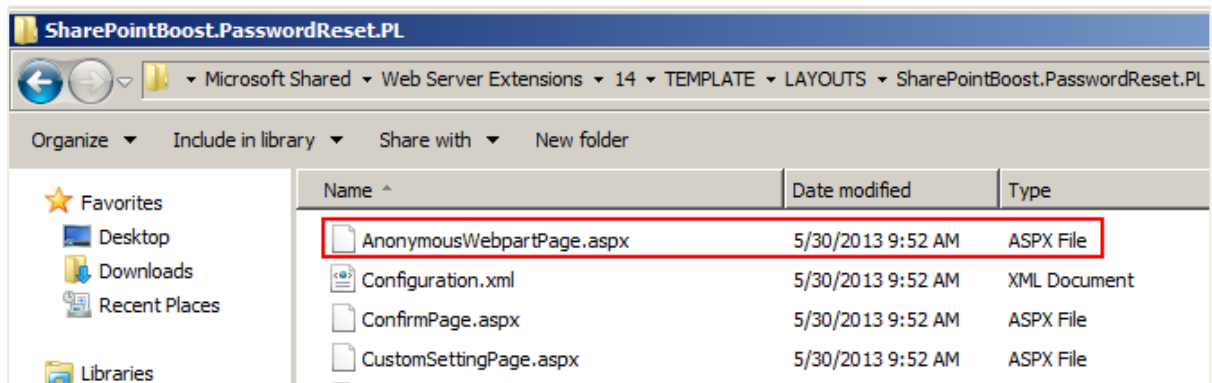 SharePointBoost.PasswordReset.PL
Microsoft Shared Web Server Extensions 14 TEMPLATE LAYOUTS SharePointBoost.PasswordReset.PL
Organize Include in library Share with New folder
Favorites
Desktop
Downloads
Recent Places
Libraries
Name Date modified Type
AnonymousWebpartPage.aspx 5/30/2013 9:52 AM ASPX File
Configuration.xml 5/30/2013 9:52 AM XML Document
ConfirmPage.aspx 5/30/2013 9:52 AM ASPX File
CustomSettingPage.aspx 5/30/2013 9:52 AM ASPX File